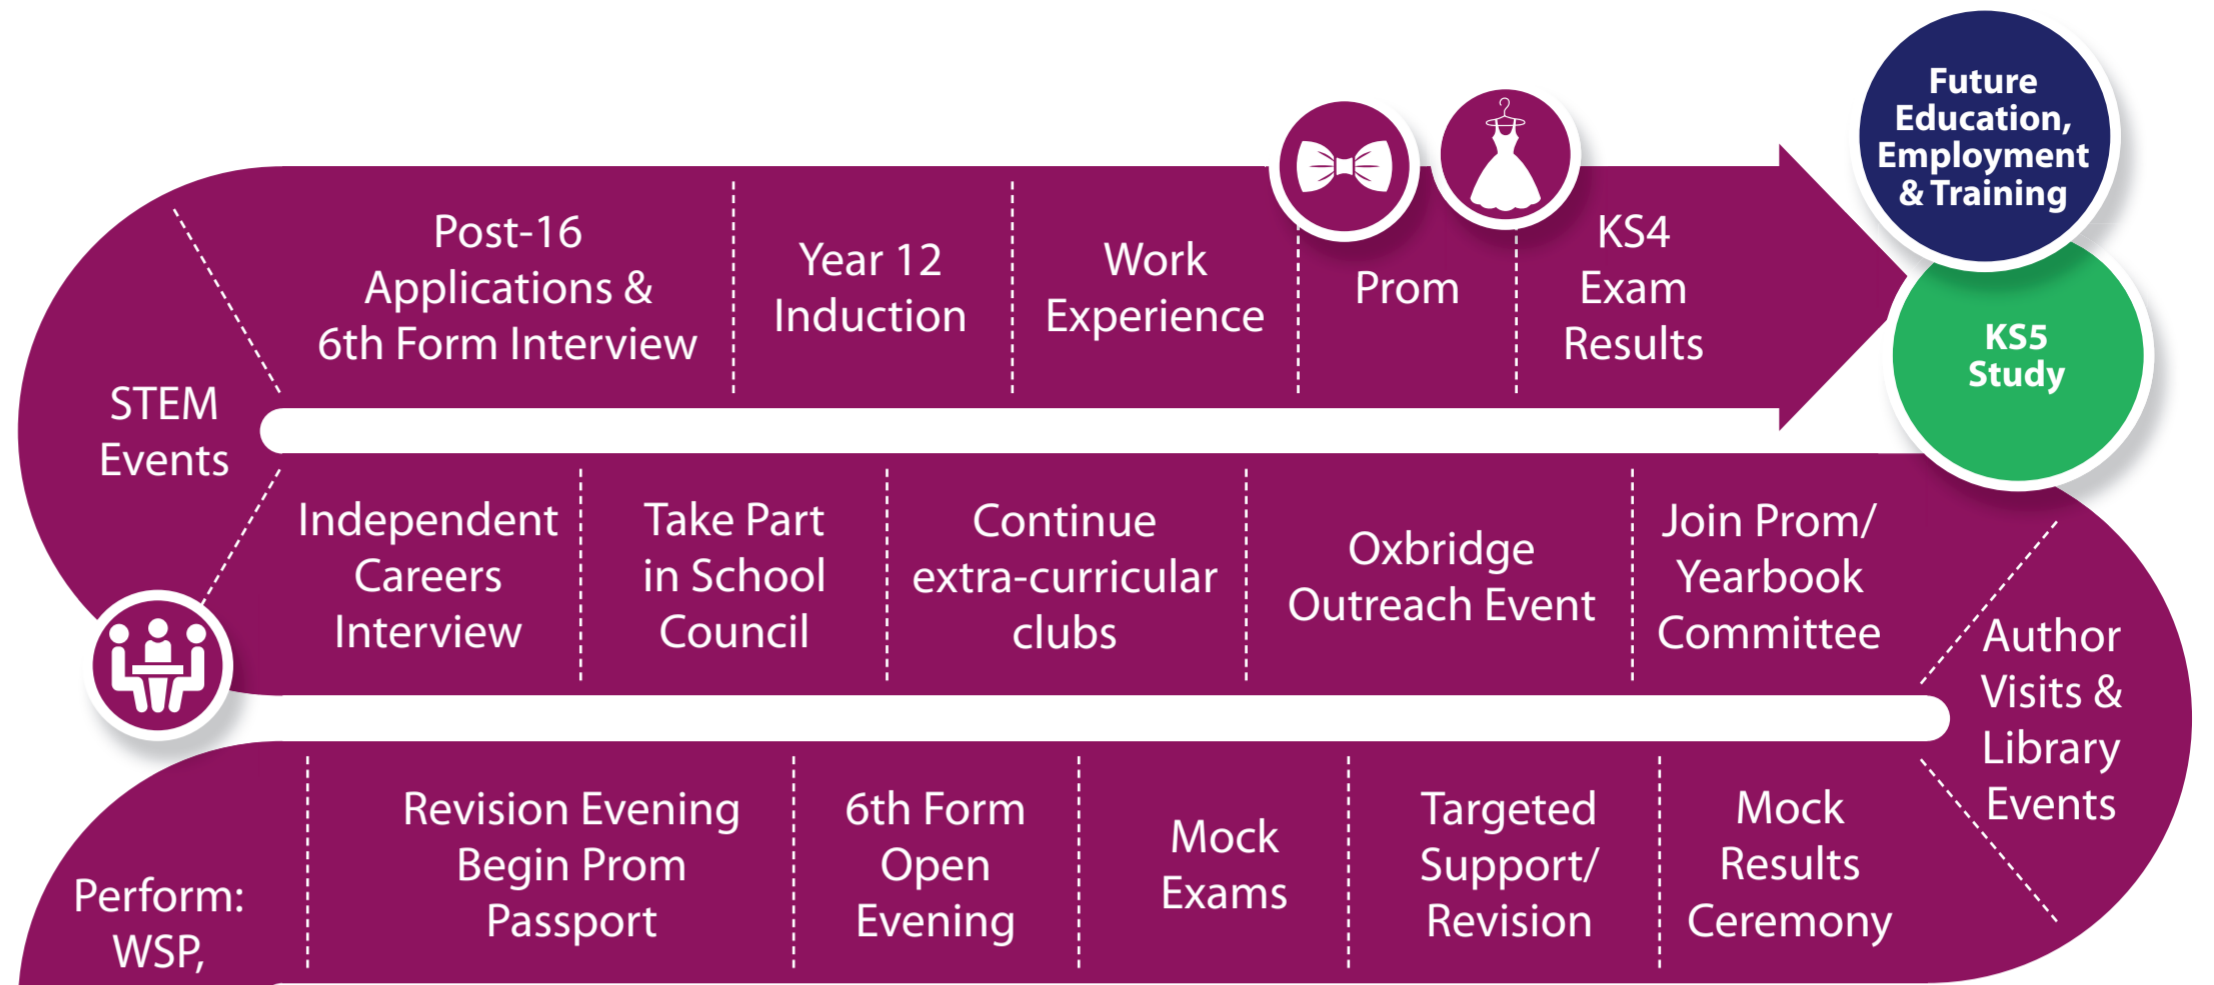 Future
Education,
Employment
& Training
KS5
Study
Post-16
Applications &
6th Form Interview
Year 12
Induction
Work
Experience
Prom
KS4
Exam
Results
STEM
Events
Independent
Careers
Interview
Take Part
in School
Council
Continue
extra-curricular
clubs
Oxbridge
Outreach Event
Join Prom/
Yearbook
Committee
Author
Visits &
Library
Events
Perform:
WSP,
Revision Evening
Begin Prom
Passport
6th Form
Open
Evening
Mock
Exams
Targeted
Support/
Revision
Mock
Results
Ceremony